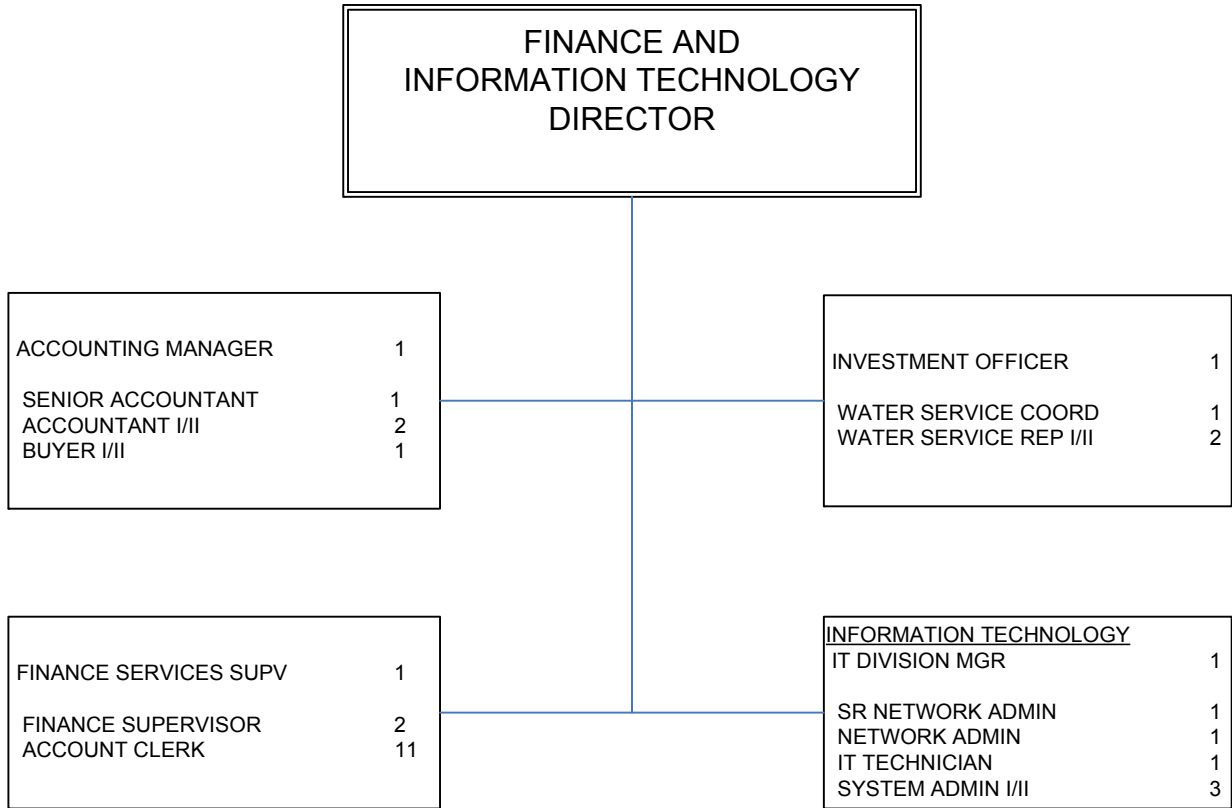 FINANCE AND
INFORMATION TECHNOLOGY
DIRECTOR
ACCOUNTING MANAGER 1
SENIOR ACCOUNTANT 1
ACCOUNTANT I/II 2
BUYER I/II 1
INVESTMENT OFFICER 1
WATER SERVICE COORD 1
WATER SERVICE REP I/II 2
FINANCE SERVICES SUPV 1
FINANCE SUPERVISOR 2
ACCOUNT CLERK 11
INFORMATION TECHNOLOGY
IT DIVISION MGR 1
SR NETWORK ADMIN 1
NETWORK ADMIN 1
IT TECHNICIAN 1
SYSTEM ADMIN I/II 3